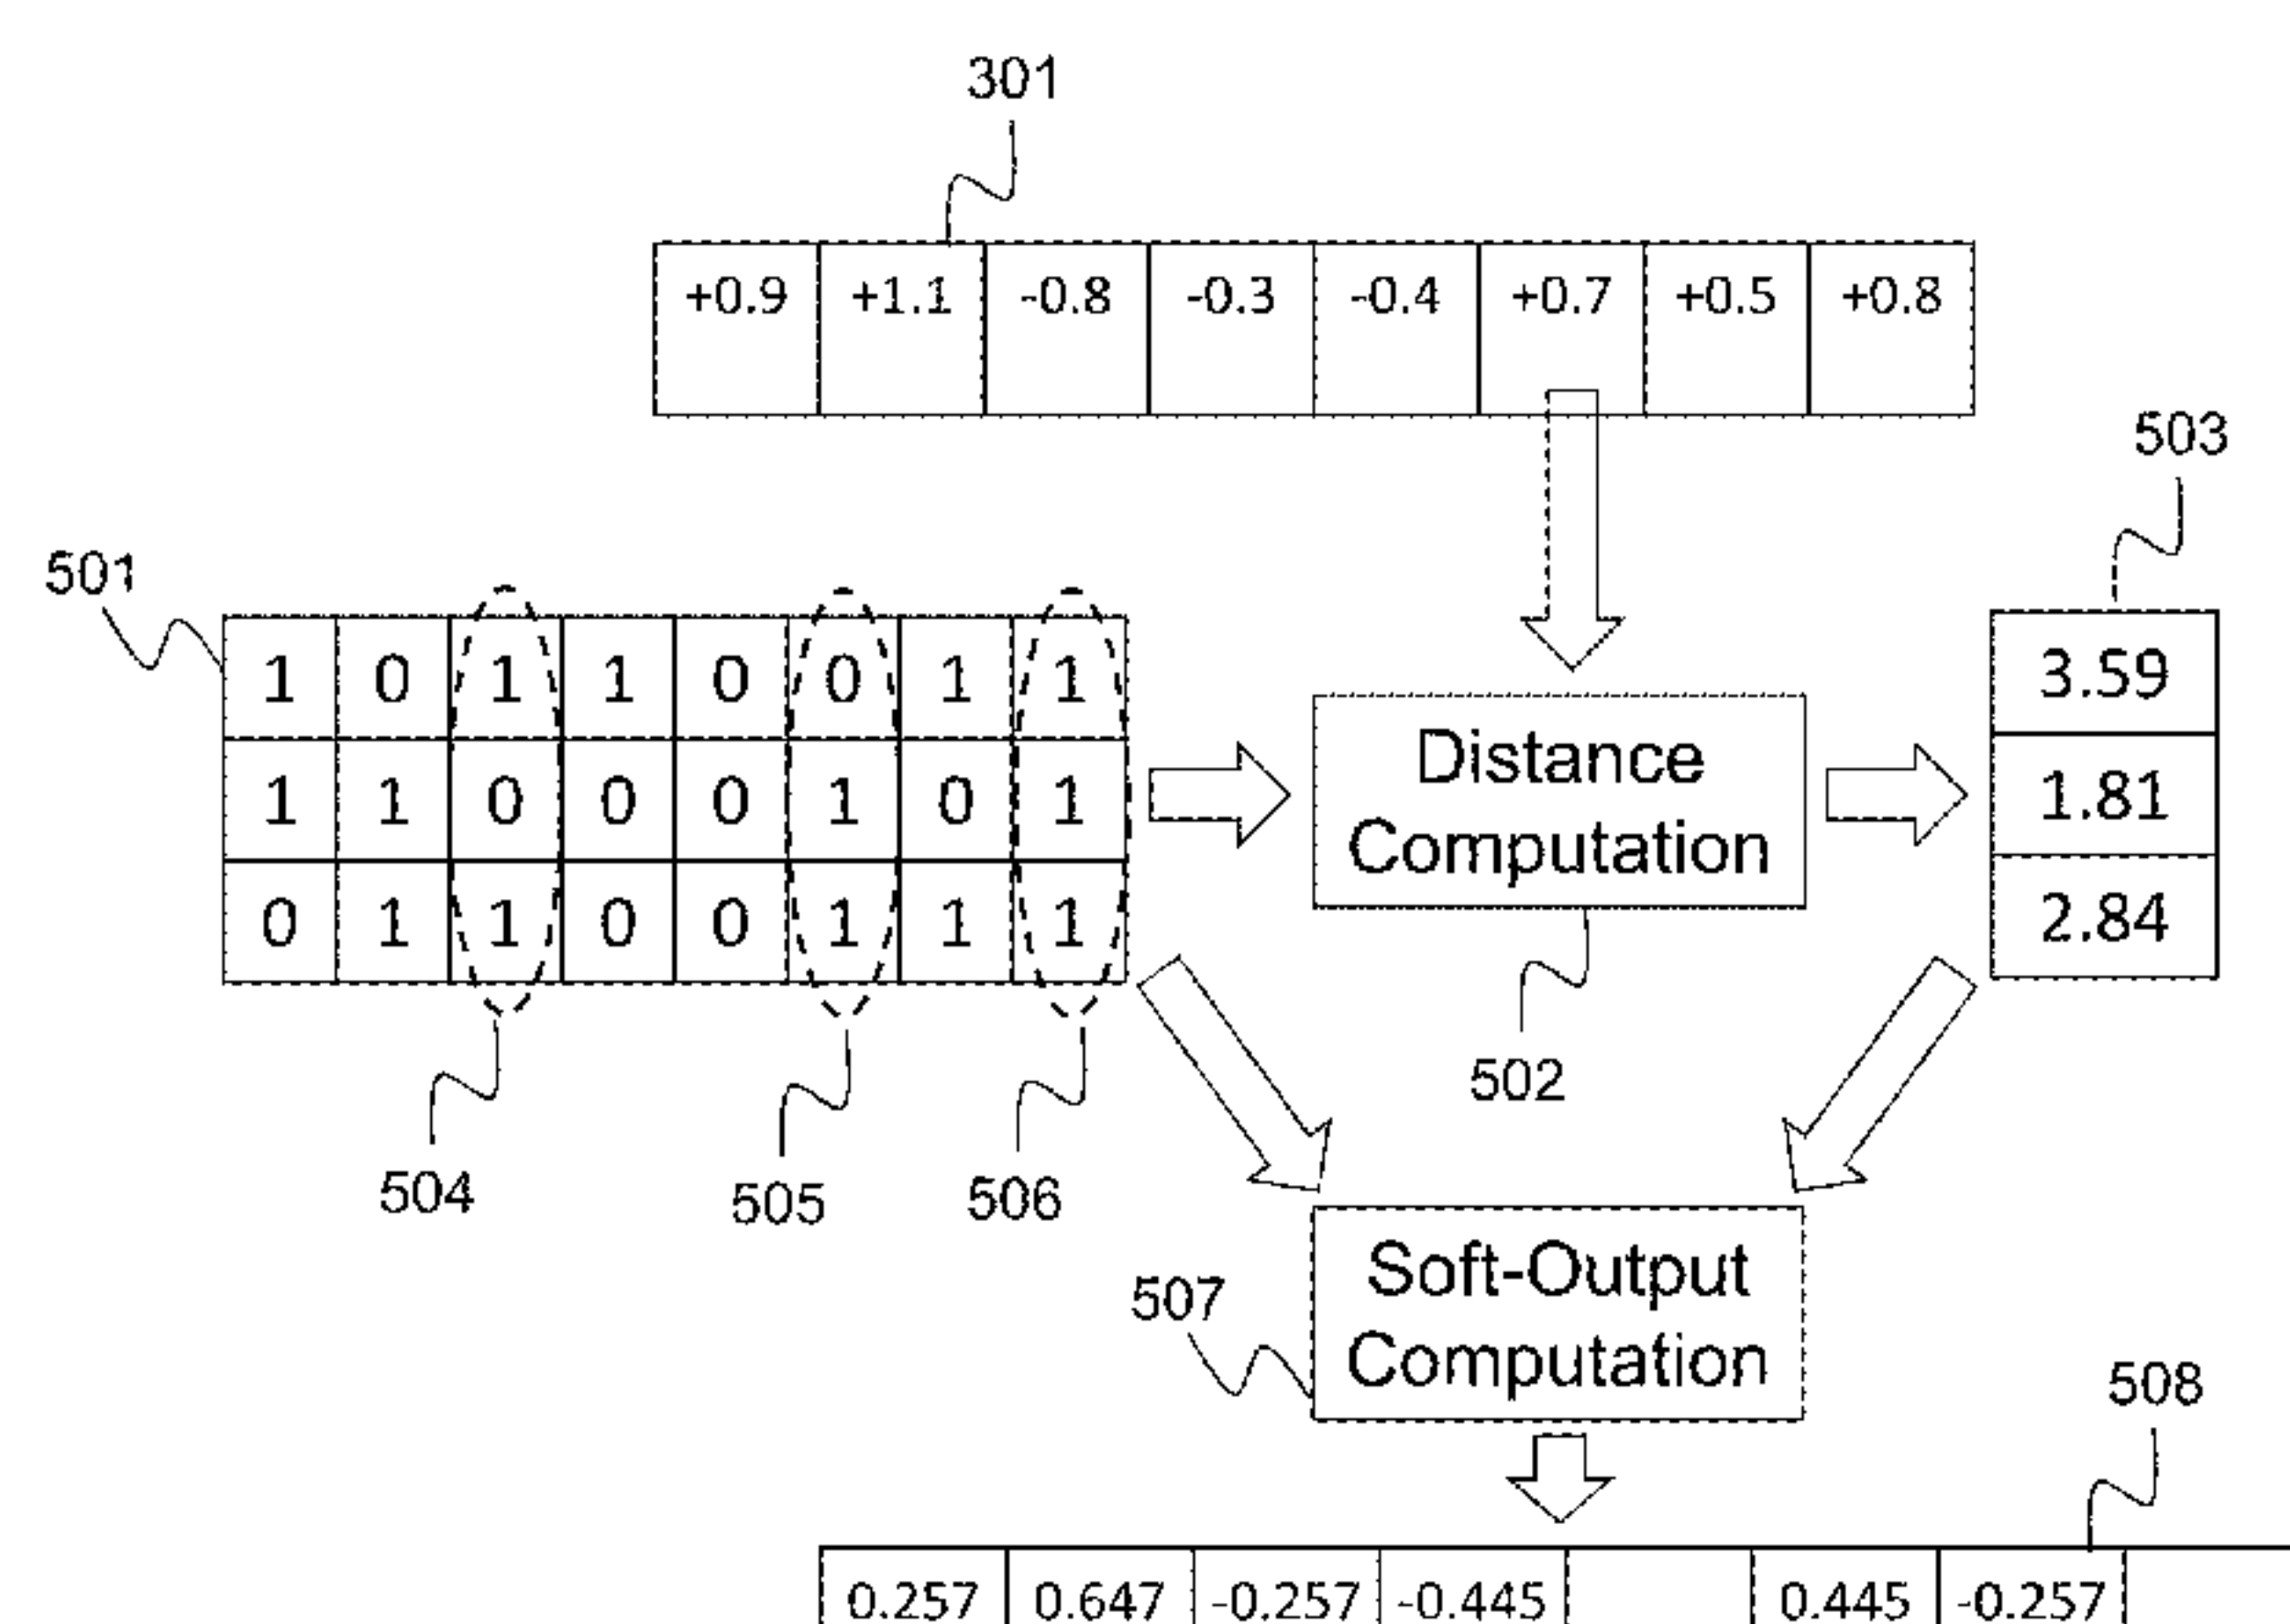 301
+0.9 +1.1 -0.8 -0.3 -0.4 +0.7 +0.5 +0.8
503
501
1 0 1 1 0 0 1 1
1 1 0 0 0 1 0 1
0 1 1 0 0 1 1 1
Distance
Computation
3.59
1.81
2.84
502
504
505
506
Soft-Output
Computation
507
508
0.257 0.647 -0.257 -0.445 0.445 -0.257